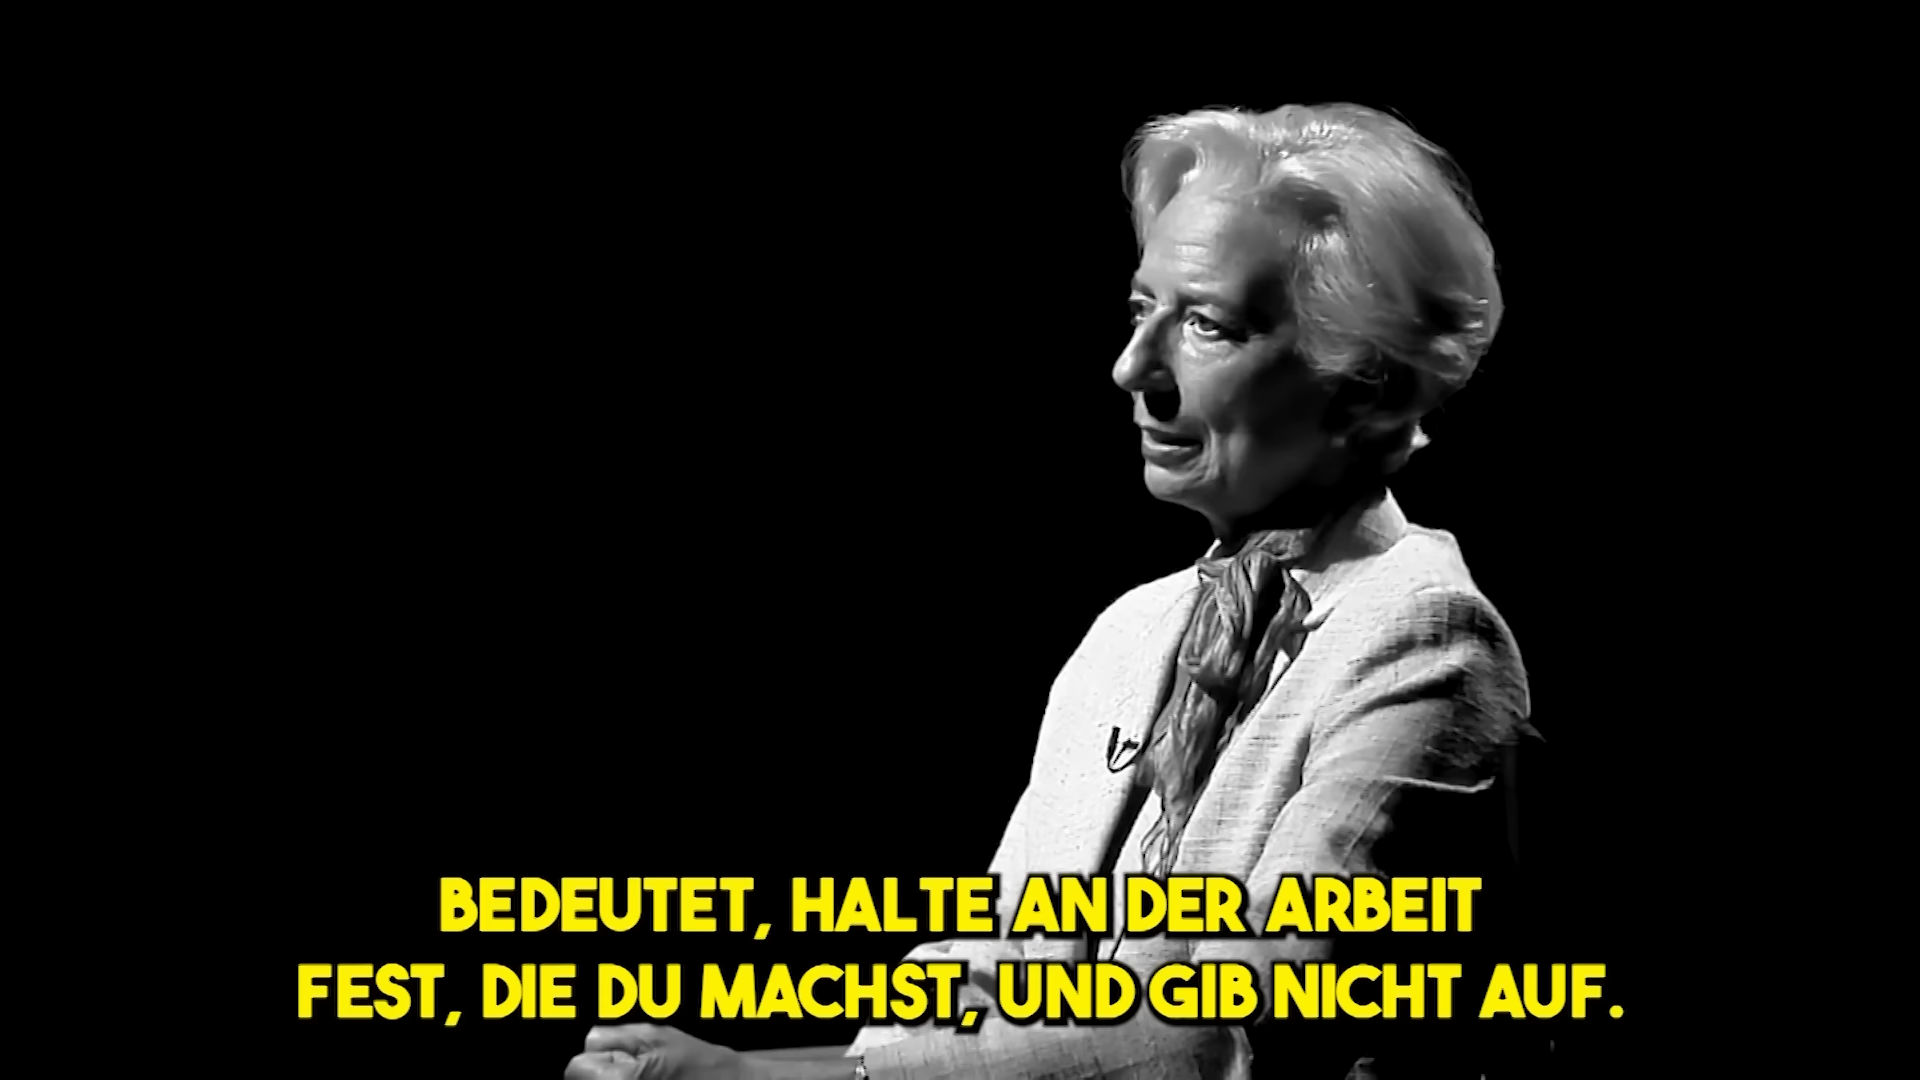 BEDEUTET, HALTE AN DER ARBEIT
FEST, DIE DU MACHST, UND GIB NICHT AUF.